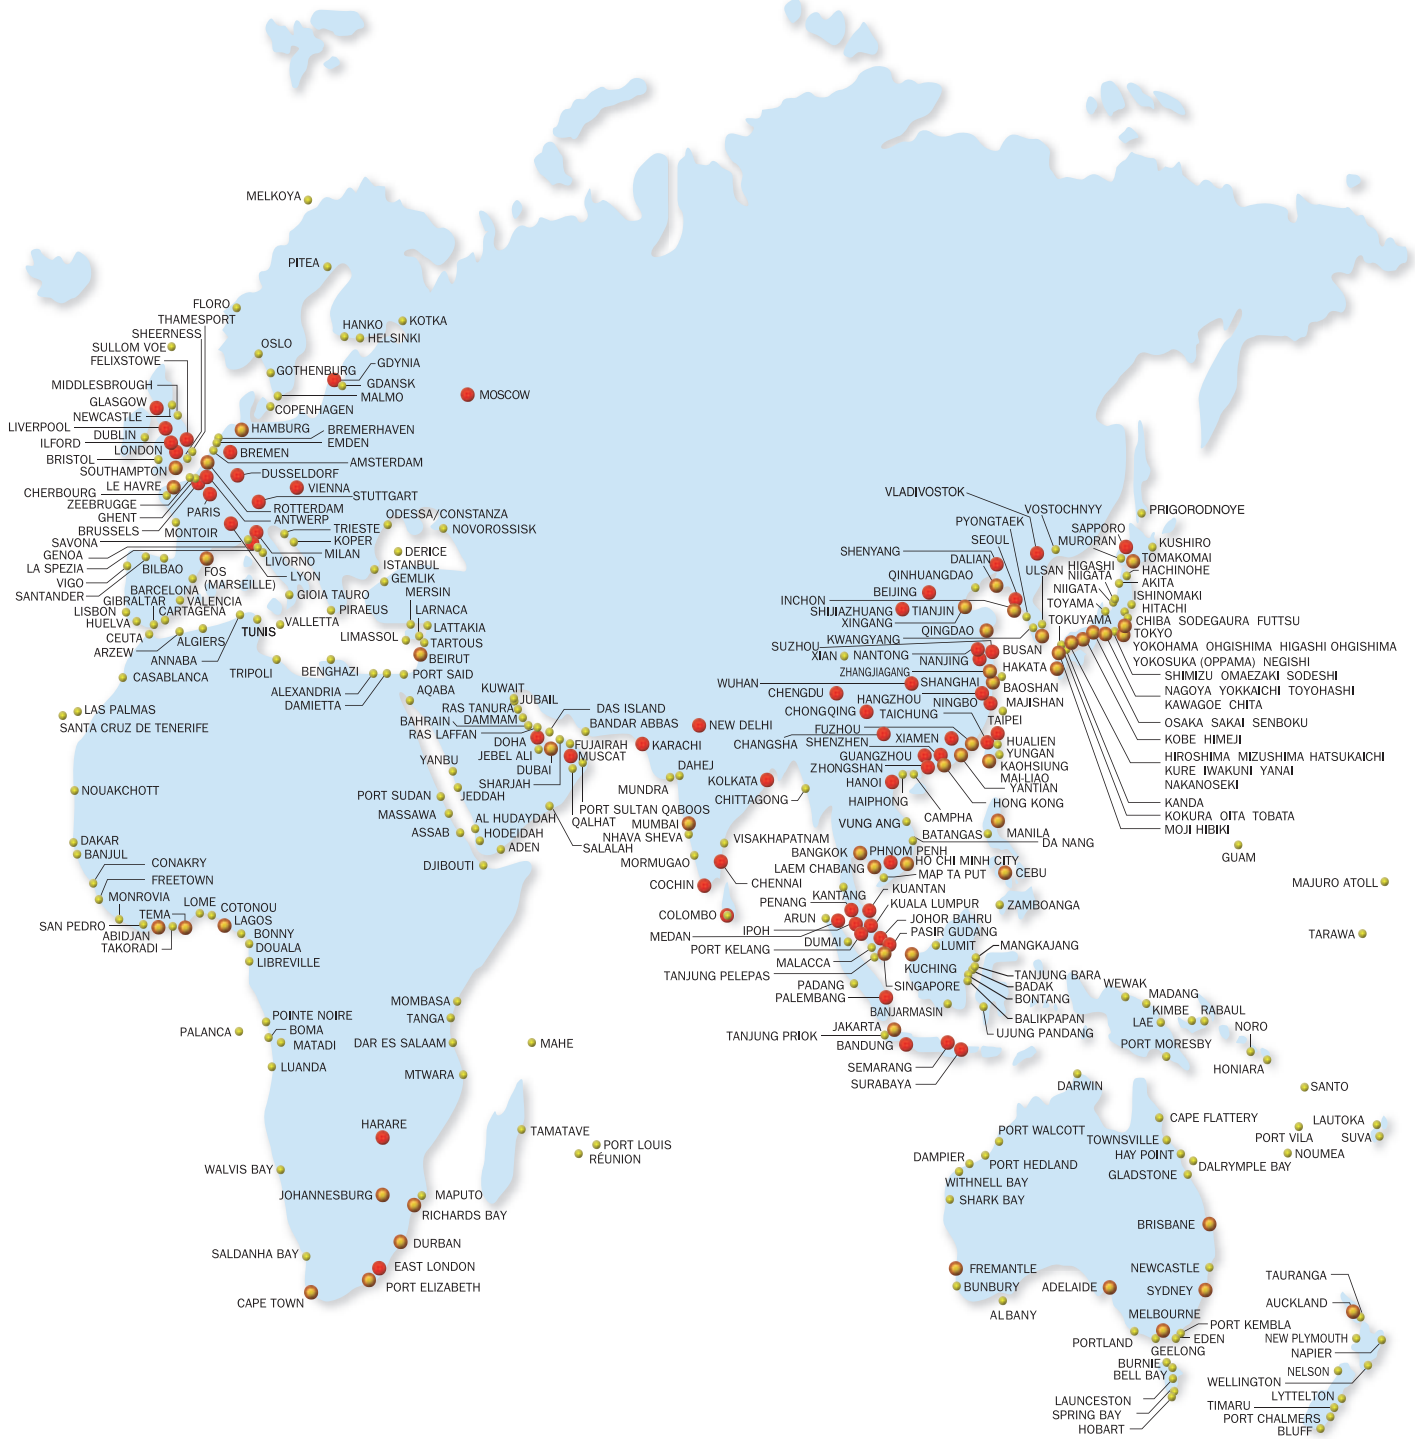 MELKOYA
PITEA
FLORO
THAMESPORT
SHEERNESS
SULLOM VOE
FELIXSTOWE
MIDDLESBROUGH
GLASGOW
NEWCASTLE
LIVERPOOL
DUBLIN
ILFORD
LONDON
BRISTOL
SOUTHAMPTON
LE HAVRE
CHERBOURG
ZEEBRUGGE
GHENT
BRUSSELS
PARIS
MONTOIR
SAVONA
GENOA
LA SPEZIA
VIGO
SANTANDER
BILBAO
FOS
(MARSEILLE)
BARCELONA
GIBRALTAR
VALENCIA
LISBON
CARTAGENA
HUELVA
CEUTA
ARZEW
ALGIERS
ANNABA
TUNIS
VALLETTA
TRIPOLI
CASABLANCA
LAS PALMAS
SANTA CRUZ DE TENERIFE
OSLO
HANKO
HELSINKI
KOTKA
GOTHENBURG
GDYNIA
GDANSK
MALMO
COPENHAGEN
MOSCOW
HAMBURG
BREMERHAVEN
EMDEN
BREMEN
AMSTERDAM
DUSSELDORF
VIENNA
STUTTGART
ROTTERDAM
ANTWERP
TRIESTE
KOPER
MILAN
LIVORNO
LYON
ODESSA/CONSTANZA
NOVOROSSISK
DERICE
ISTANBUL
GEMLIK
MERSIN
GIOIA TAURO
PIRAEUS
LARNACA
LATTAKIA
LIMASSOL
TARTOUS
BEIRUT
BENGHAZI
PORT SAID
ALEXANDRIA
DAMIETTA
AQABA
KUWAIT
JUBAIL
RAS TANURA
DAMMAM
BAHRAIN
RAS LAFFAN
DAS ISLAND
BANDAR ABBAS
DOHA
JEBEL ALI
DUBAI
FUJAIRAH
MUSCAT
SHARJAH
KARACHI
NEW DELHI
YANBU
PORT SUDAN
JEDDAH
MASSAWA
ASSAB
AL HUDAYDAH
HODEIDAH
ADEN
DJIBOUTI
PORT SULTAN QABOOS
QALHAT
SALALAH
DAHEJ
MUNDRA
KOLKATA
CHITTAGONG
MUMBAI
NHAVA SHEVA
MORMUGAO
VISAKHAPATNAM
COCHIN
CHENNAI
COLOMBO
NOUAKCHOTT
DAKAR
BANJUL
CONAKRY
FREETOWN
MONROVIA
SAN PEDRO
ABIDJAN
TEMA
TAKORADI
LOME
COTONOU
LAGOS
BONNY
DOUALA
LIBREVILLE
POINTE NOIRE
PALANCA
BOMA
MATADI
LUANDA
MOMBASA
TANGA
DAR ES SALAAM
MTWARA
MAHE
HARARE
TAMATAVE
PORT LOUIS
RÉUNION
WALVIS BAY
JOHANNESBURG
MAPUTO
RICHARDS BAY
DURBAN
SALDANHA BAY
EAST LONDON
PORT ELIZABETH
CAPE TOWN
VLADIVOSTOK
VOSTOCHNYY
PRIGORODNOYE
PYONGTAEK
SEOUL
SHENYANG
DALIAN
ULSAN
QINHUANGDAO
BEIJING
INCHON
SHIJIAZHUANG
TIANJIN
XINGANG
KWANGYANG
QINGDAO
SUZHOU
BUSAN
XIAN
NANTONG
NANJING
HAKATA
ZHANGJIAGANG
WUHAN
SHANGHAI
BAOSHAN
CHENGDU
HANGZHOU
NINGBO
MAJISHAN
CHONGQING
TAICHUNG
TAIPEI
FUZHOU
XIAMEN
HUALIEN
CHANGSHA
SHENZHEN
YUNGAN
GUANGZHOU
KAOHSIUNG
ZHONGSHAN
MAI-LIAO
YANTIAN
HANOI
HONG KONG
HAIPHONG
CAMPHA
SAPPORO
MURORAN
KUSHIRO
TOMAKOMAI
HIGASHI
NIIGATA
HACHINOHE
NIIGATA
AKITA
ISHINOMAKI
TOYAMA
HITACHI
TOKUYAMA
CHIBA SODEGAURA FUTTSU
TOKYO
YOKOHAMA OHGISHIMA HIGASHI OHGISHIMA
YOKOSUKA (OPPAMA) NEGISHI
SHIMIZU OMAEZAKI SODESHI
NAGOYA YOKKAICHI TOYOHASHI
KAWAGOE CHITA
OSAKA SAKAI SENBOKU
KOBE HIMEJI
HIROSHIMA MIZUSHIMA HATSUKAICHI
KURE IWAKUNI YANAI
NAKANOSEKI
KANDA
KOKURA OITA TOBATA
MOJI HIBIKI
VUNG ANG
BATANGAS
MANILA
DA NANG
BANGKOK
PHNOM PENH
HO CHI MINH CITY
LAEM CHABANG
MAP TA PUT
CEBU
KANTANG
KUANTAN
PENANG
KUALA LUMPUR
ZAMBOANGA
ARUN
IPOH
JOHOR BAHRU
MEDAN
DUMAI
PASIR GUDANG
PORT KELANG
LUMIT
MANGKAJANG
MALACCA
KUCHING
TANJUNG PELEPAS
TANJUNG BARA
BADAK
BONTANG
PADANG
SINGAPORE
PALEMBANG
BANJARMASIN
BALIKPAPAN
UJUNG PANDANG
JAKARTA
TANJUNG PRIOK
BANDUNG
SEMARANG
SURABAYA
GUAM
MAJURO ATOLL
TARAWA
WEWAK
MADANG
KIMBE
RABAUL
LAE
NORO
PORT MORESBY
HONIARA
DARWIN
SANTO
CAPE FLATTERY
LAUTOKA
PORT WALCOTT
TOWNSVILLE
PORT VILA
SUVA
DAMPIER
PORT HEDLAND
HAY POINT
NOUMEA
DALRYMPLE BAY
WITHNELL BAY
GLADSTONE
SHARK BAY
BRISBANE
FREMANTLE
NEWCASTLE
BUNBURY
ADELAIDE
SYDNEY
ALBANY
MELBOURNE
PORT KEMBLA
PORTLAND
EDEN
GEELONG
BURNIE
BELL BAY
LAUNCESTON
SPRING BAY
HOBART
TAURANGA
AUCKLAND
NEW PLYMOUTH
NAPIER
NELSON
WELLINGTON
LYTTELTON
TIMARU
PORT CHALMERS
BLUFF